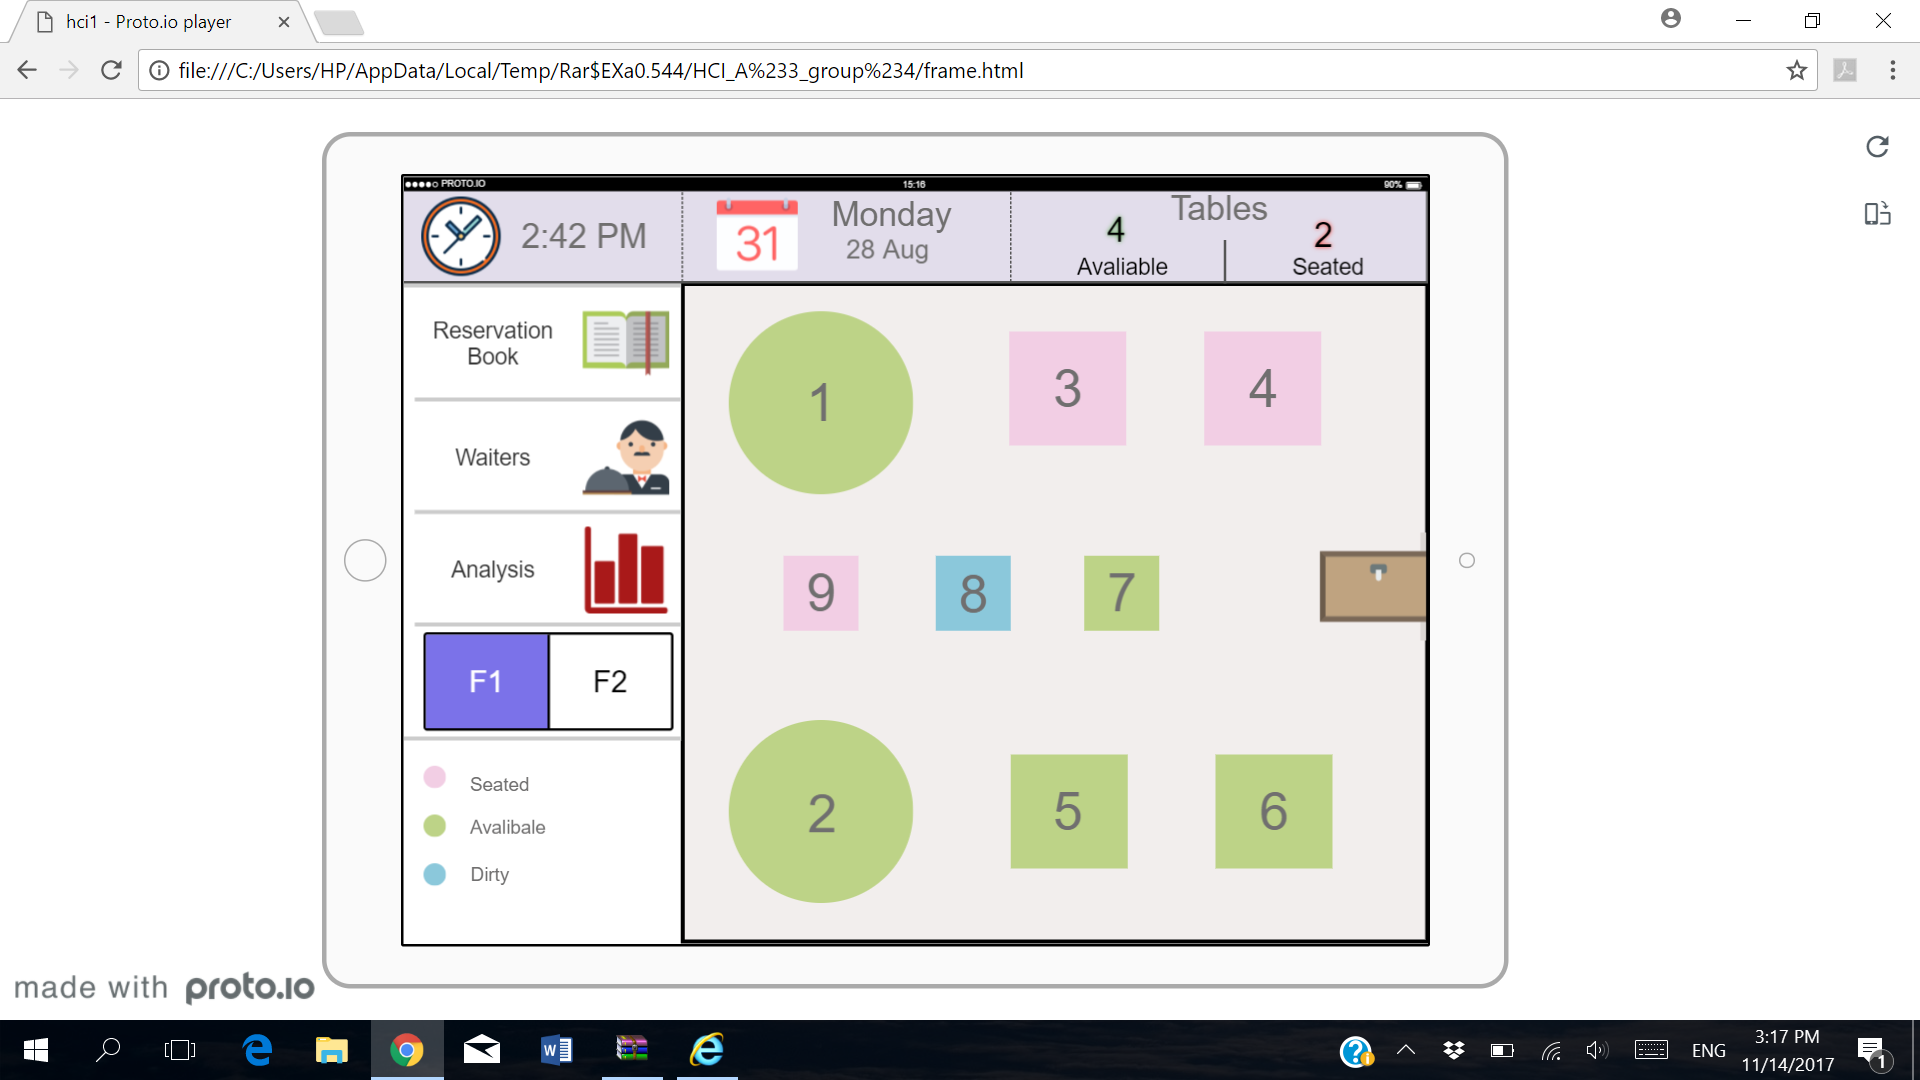 hci1 - Proto.io player
file:///C:/Users/HP/AppData/Local/Temp/Rar$EXa0.544/HCI_A%233_group%234/frame.html
PROTO.IO
15:16
90%
2:42 PM
31
Monday
28 Aug
Tables
4
Avaliable
2
Seated
Reservation
Book
Waiters
Analysis
F1
F2
Seated
Avalibale
Dirty
1
3
4
9
8
7
2
5
6
made with proto.io
ENG
3:17 PM
11/14/2017
1